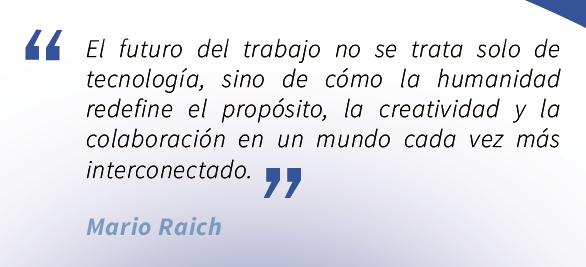 “ El futuro del trabajo no se trata solo de
tecnología, sino de cómo la humanidad
redefine el propósito, la creatividad y la
colaboración en un mundo cada vez más
interconectado. ”
Mario Raich